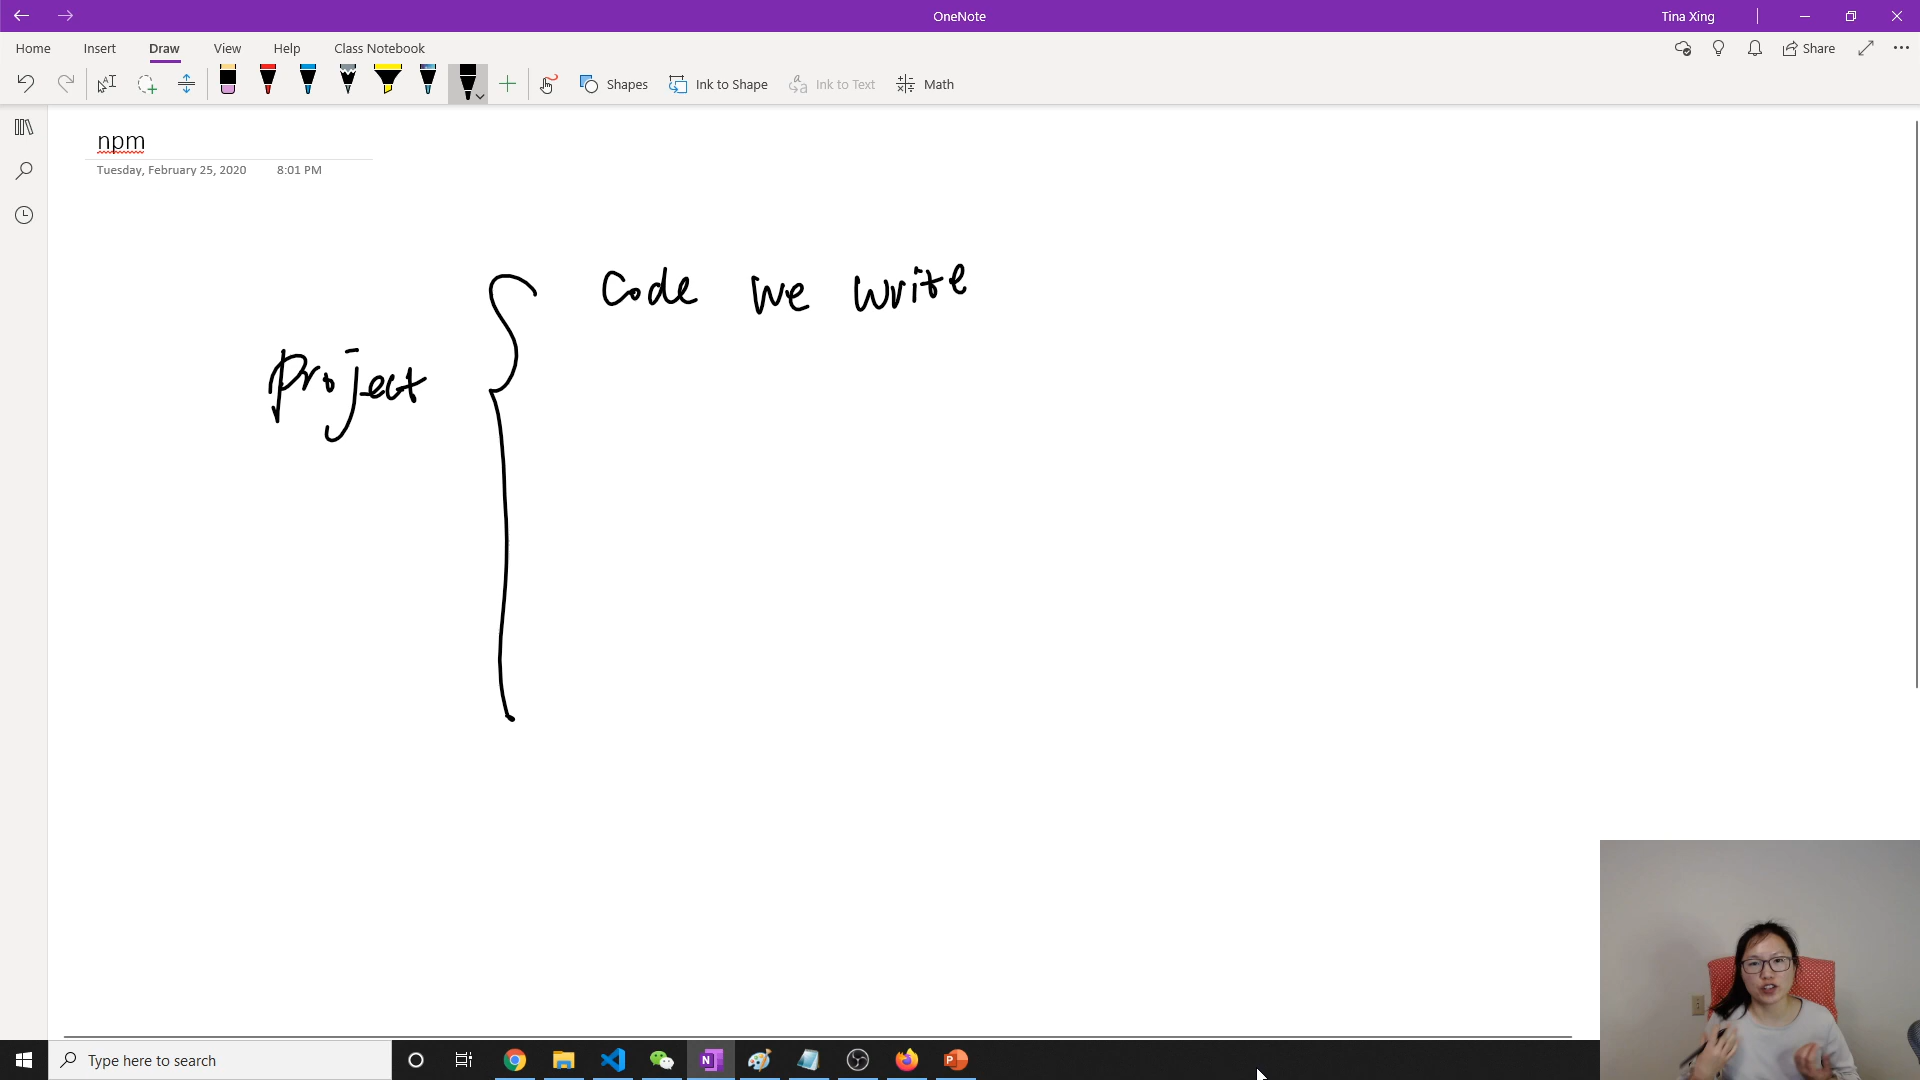 OneNote
Tina Xing
Home Insert Draw View Help Class Notebook
Share
Shapes Ink to Shape Ink to Text Math
npm
Tuesday, February 25, 2020 8:01 PM
Code we write
project
Type here to search